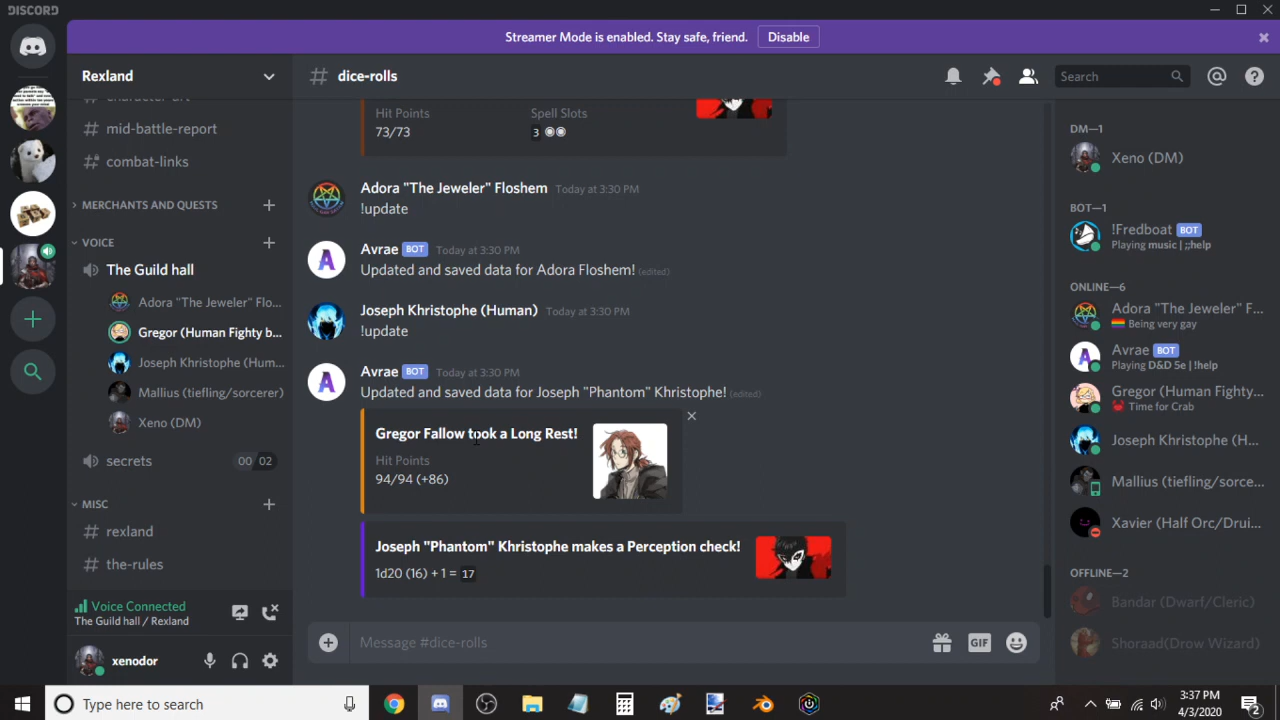 DISCORD
Streamer Mode is enabled. Stay safe, friend. Disable
Rexland
character-art
mid-battle-report
combat-links
MERCHANTS AND QUESTS
VOICE
The Guild hall
Adora "The Jeweler" Flo...
Gregor (Human Fighty b...
Joseph Khristophe (Hum...
Mallius (tiefling/sorcerer)
Xeno (DM)
secrets 00 02
MISC
rexland
the-rules
Voice Connected
The Guild hall / Rexland
xenodor
# dice-rolls
Search
Hit Points Spell Slots
73/73 3 ◉◉
Adora "The Jeweler" Floshem Today at 3:30 PM
!update
Avrae BOT Today at 3:30 PM
Updated and saved data for Adora Floshem! (edited)
Joseph Khristophe (Human) Today at 3:30 PM
!update
Avrae BOT Today at 3:30 PM
Updated and saved data for Joseph "Phantom" Khristophe! (edited)
Gregor Fallow took a Long Rest!
Hit Points
94/94 (+86)
Joseph "Phantom" Khristophe makes a Perception check!
1d20 (16) + 1 = 17
Message #dice-rolls
GIF
DM—1
Xeno (DM)
BOT—1
!Fredboat BOT
Playing music | ;;help
ONLINE—6
Adora "The Jeweler" F...
Being very gay
Avrae BOT
Playing D&D 5e | !help
Gregor (Human Fighty...
Time for Crab
Joseph Khristophe (H...
Mallius (tiefling/sorce...
Xavier (Half Orc/Drui...
OFFLINE—2
Bandar (Dwarf/Cleric)
Shoraad(Drow Wizard)
Type here to search
3:37 PM
4/3/2020
2